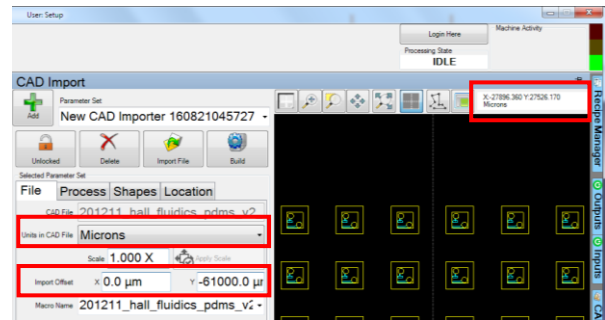 User: Setup
Login Here
Machine Activity
Processing State
IDLE
CAD Import
Add
Parameter Set
New CAD Importer 160821045727
X:-27896.360 Y:27526.170
Microns
Unlocked
Delete
Import File
Build
Selected Parameter Set
File
Process
Shapes
Location
CAD File
201211_hall_fluidics_pdms_v2
Units in CAD File
Microns
Scale
1.000 X
Apply Scale
Import Offset
X
0.0 µm
Y
-61000.0 µr
Macro Name
201211_hall_fluidics_pdms_v2
Recipe Manager
Outputs
Inputs
CA